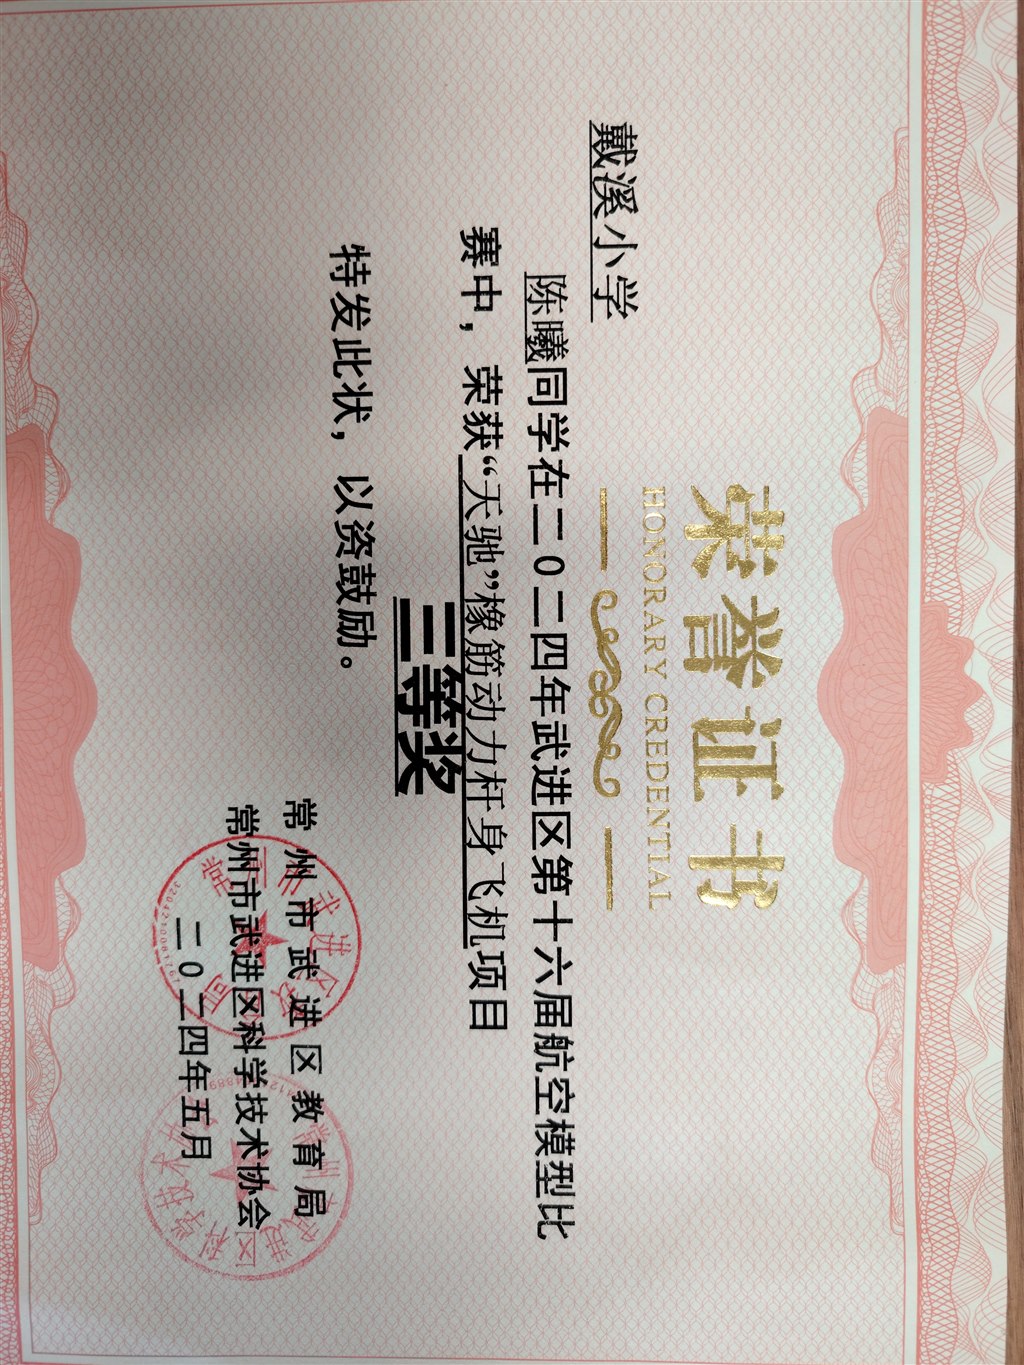 荣誉证书
HONORARY CREDENTIAL
戴溪小学
陈曦同学在二〇二四年武进区第十六届航空模型比
赛中，荣获“天驰”橡筋动力杆身飞机项目
三等奖
特发此状，以资鼓励。
常州市武进区教育局
常州市武进区科学技术协会
二〇二四年五月